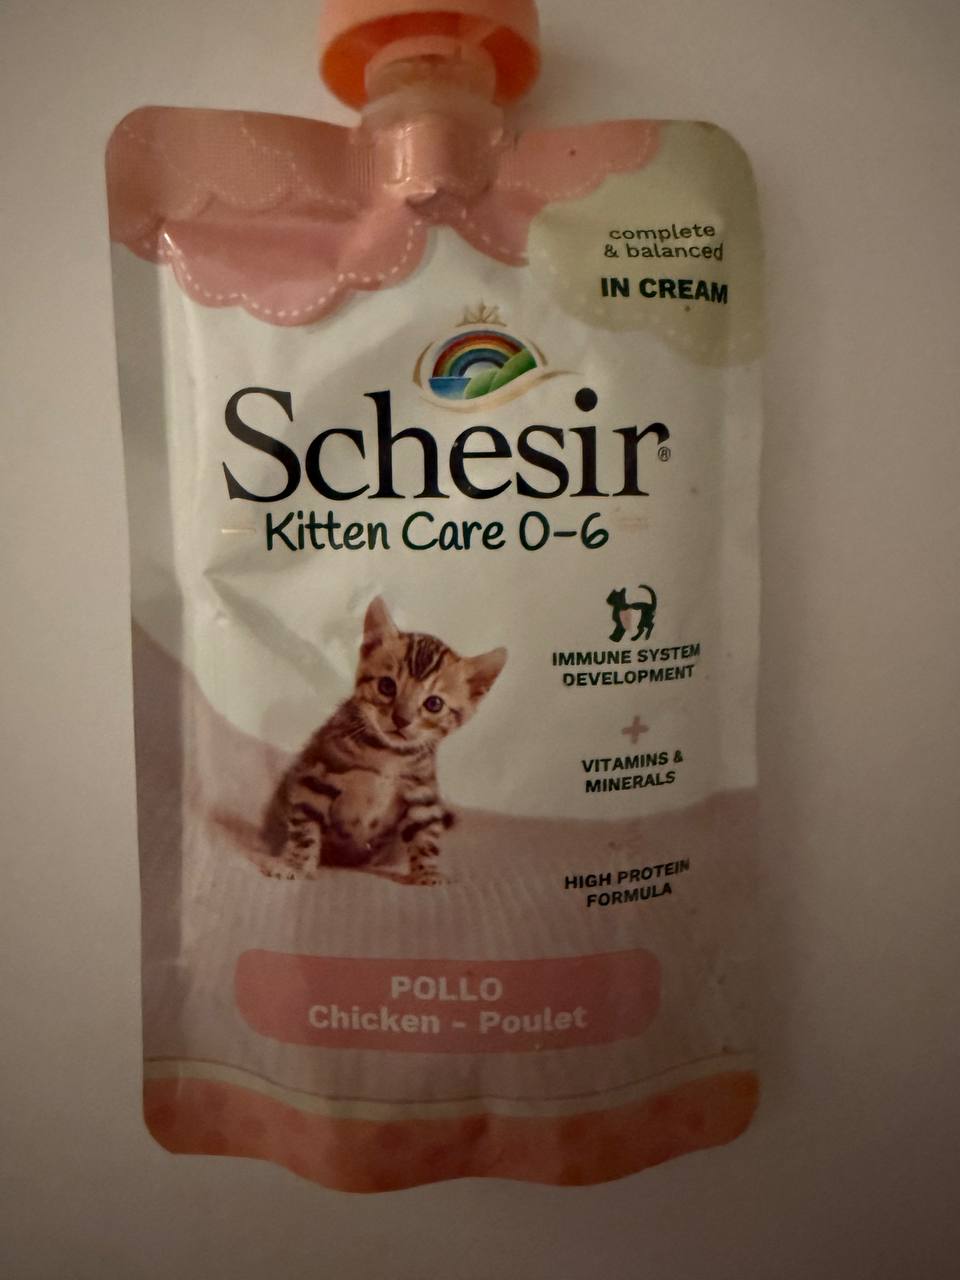 complete
& balanced
IN CREAM
Schesir®
Kitten Care 0-6
IMMUNE SYSTEM
DEVELOPMENT
+
VITAMINS &
MINERALS
HIGH PROTEIN
FORMULA
POLLO
Chicken - Poulet